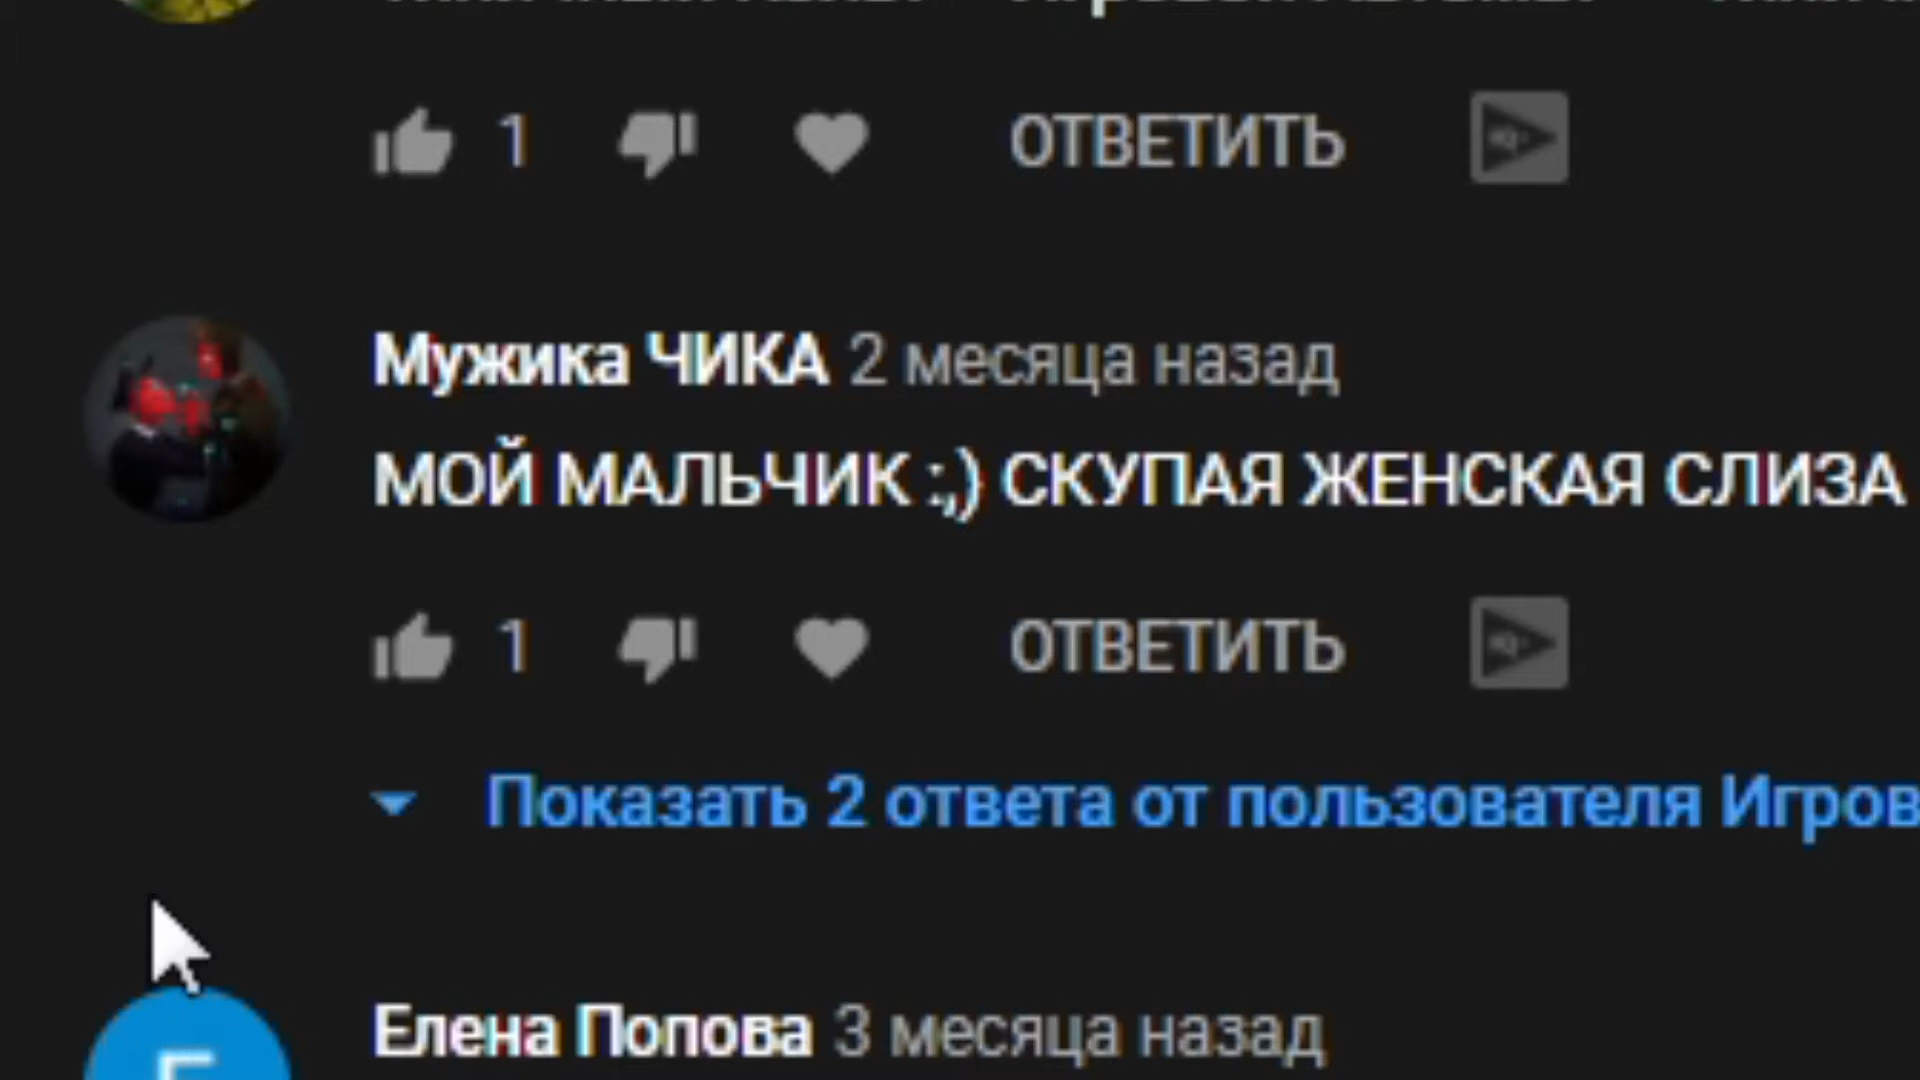 1 ОТВЕТИТЬ
Мужика ЧИКА 2 месяца назад
МОЙ МАЛЬЧИК :,) СКУПАЯ ЖЕНСКАЯ СЛИЗА
1 ОТВЕТИТЬ
Показать 2 ответа от пользователя Игров
Елена Попова 3 месяца назад